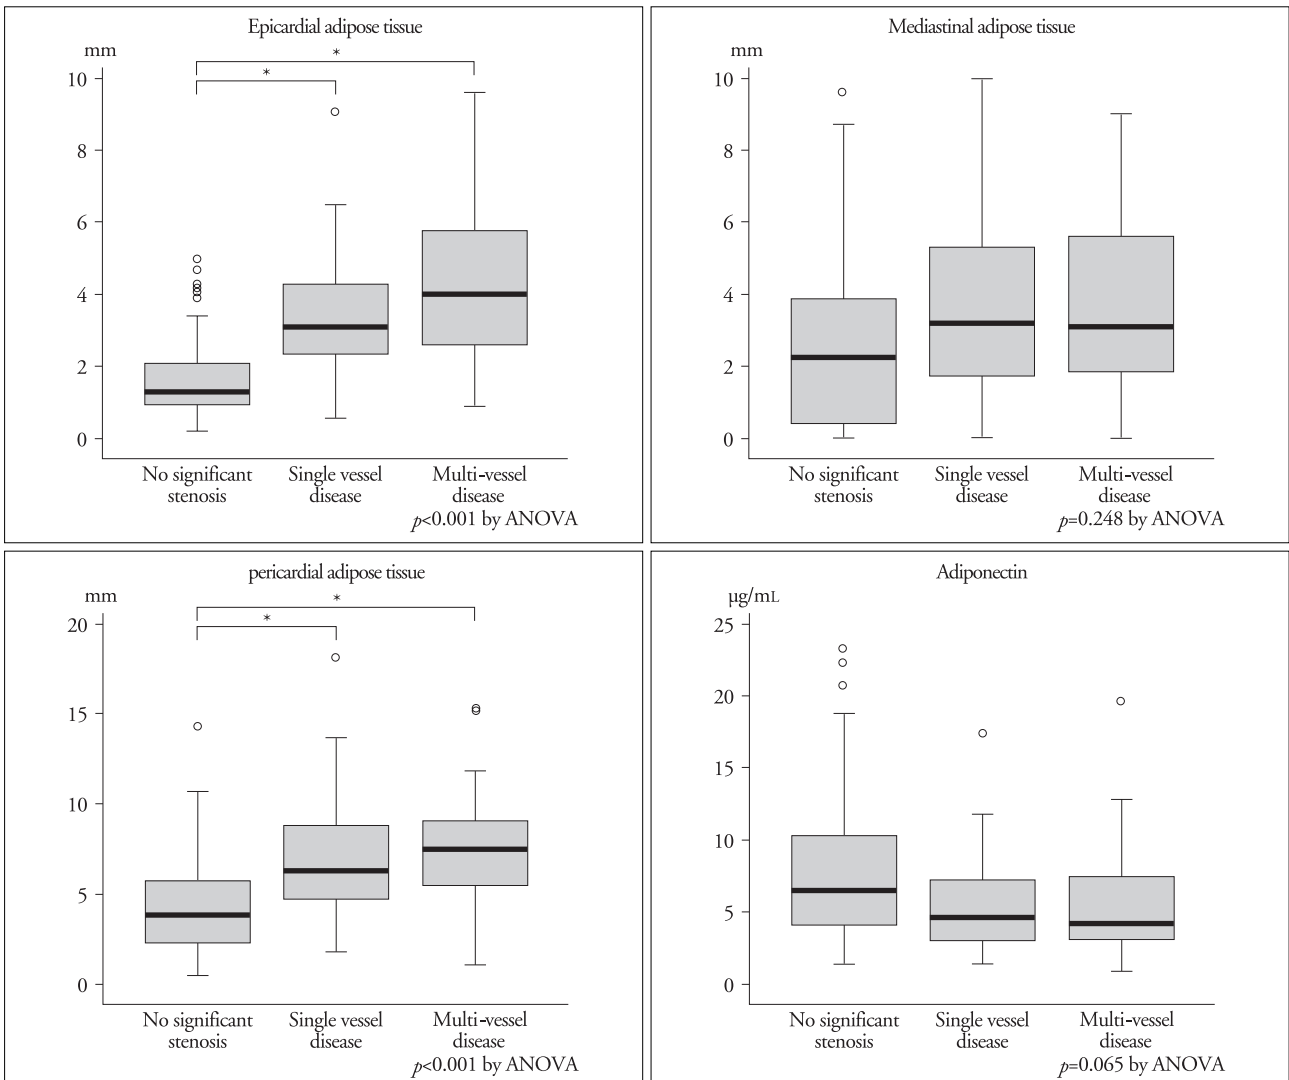 Epicardial adipose tissue
mm
*
*
10
8
6
4
2
0
No significant stenosis
Single vessel disease
Multi-vessel disease
p<0.001 by ANOVA
Mediastinal adipose tissue
mm
10
8
6
4
2
0
No significant stenosis
Single vessel disease
Multi-vessel disease
p=0.248 by ANOVA
pericardial adipose tissue
mm
*
*
20
15
10
5
0
No significant stenosis
Single vessel disease
Multi-vessel disease
p<0.001 by ANOVA
Adiponectin
µg/mL
25
20
15
10
5
0
No significant stenosis
Single vessel disease
Multi-vessel disease
p=0.065 by ANOVA